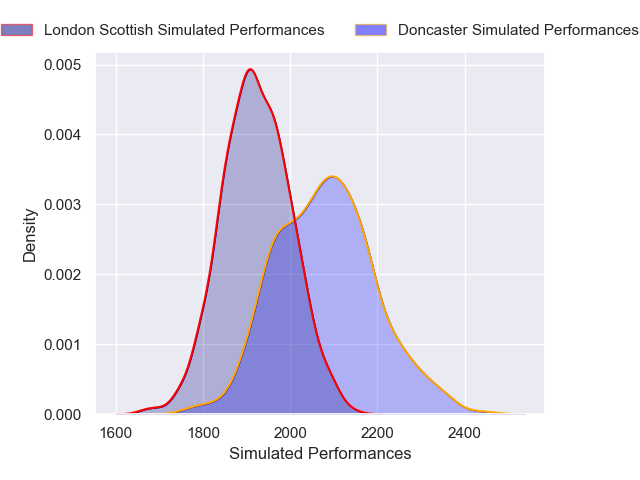 London Scottish Simulated Performances
Doncaster Simulated Performances
0.005
0.004
0.003
0.002
0.001
0.000
Density
1600 1800 2000 2200 2400
Simulated Performances